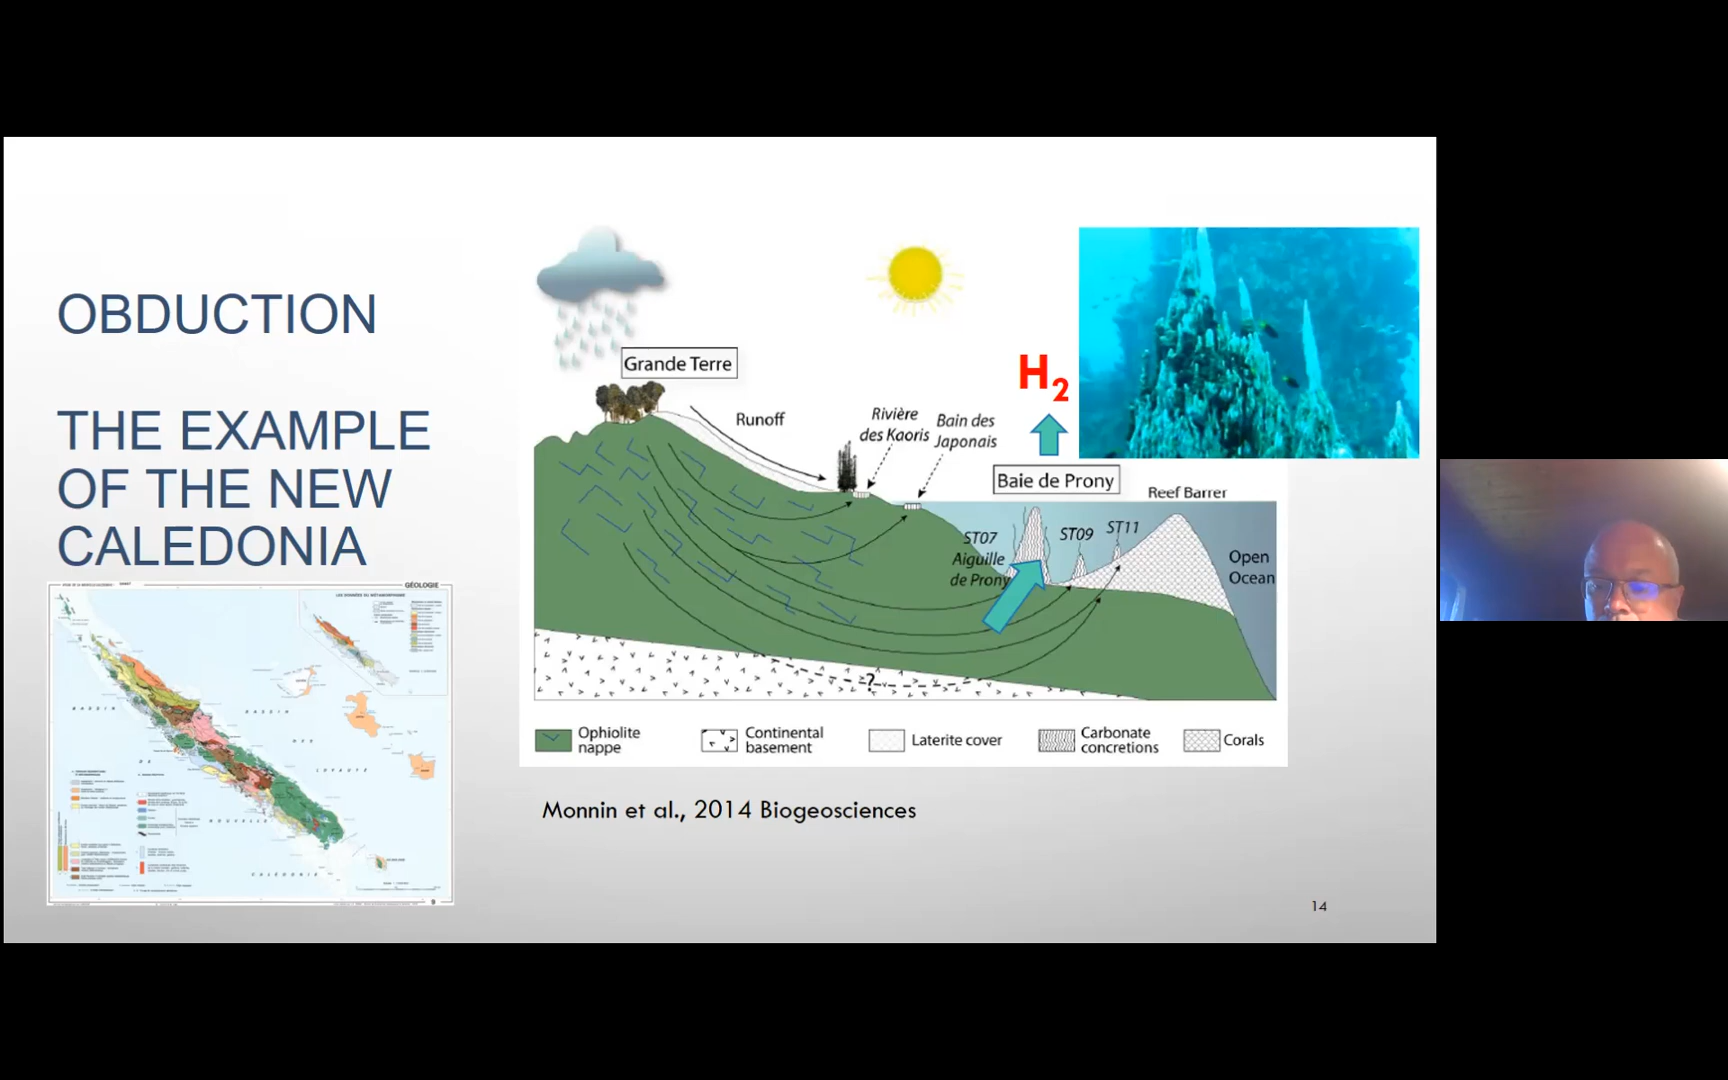 OBDUCTION
THE EXAMPLE
OF THE NEW
CALEDONIA
GÉOLOGIE
Grande Terre
Runoff
Rivière
des Kaoris
Bain des
Japonais
H2
Baie de Prony
Reef Barrer
ST07
Aiguille
de Prony
ST09
ST11
Open
Ocean
?
Ophiolite
nappe
Continental
basement
Laterite cover
Carbonate
concretions
Corals
Monnin et al., 2014 Biogeosciences
14